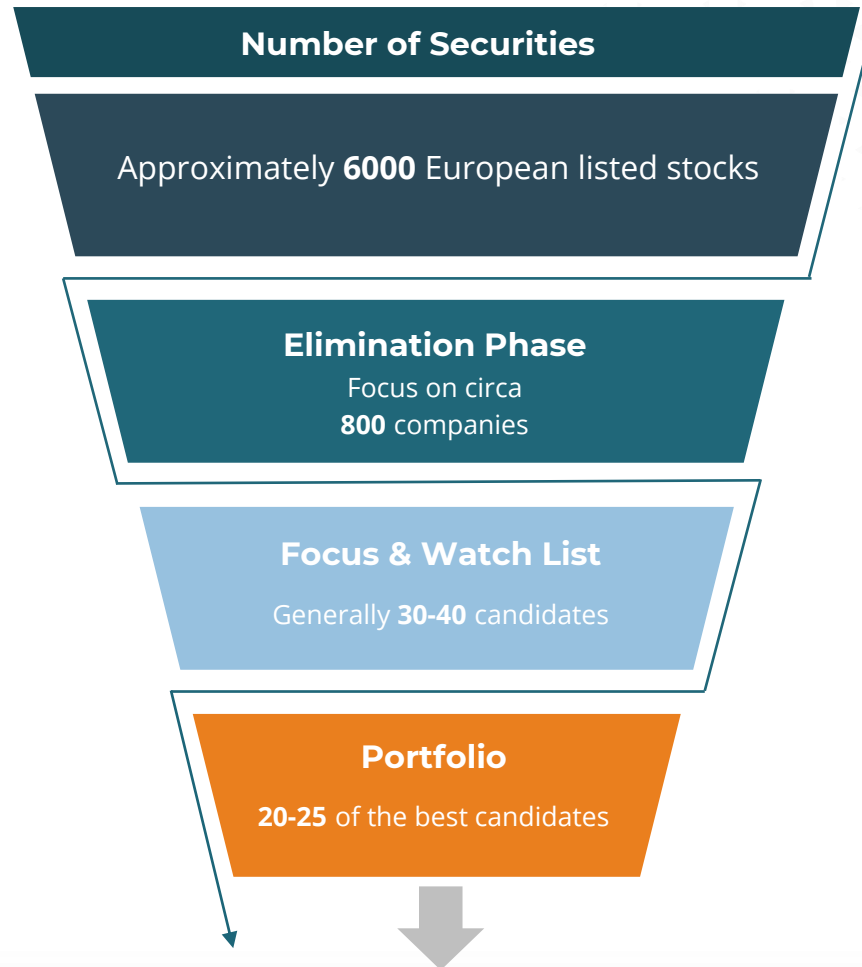 Number of Securities
Approximately 6000 European listed stocks
Elimination Phase
Focus on circa
800 companies
Focus & Watch List
Generally 30-40 candidates
Portfolio
20-25 of the best candidates